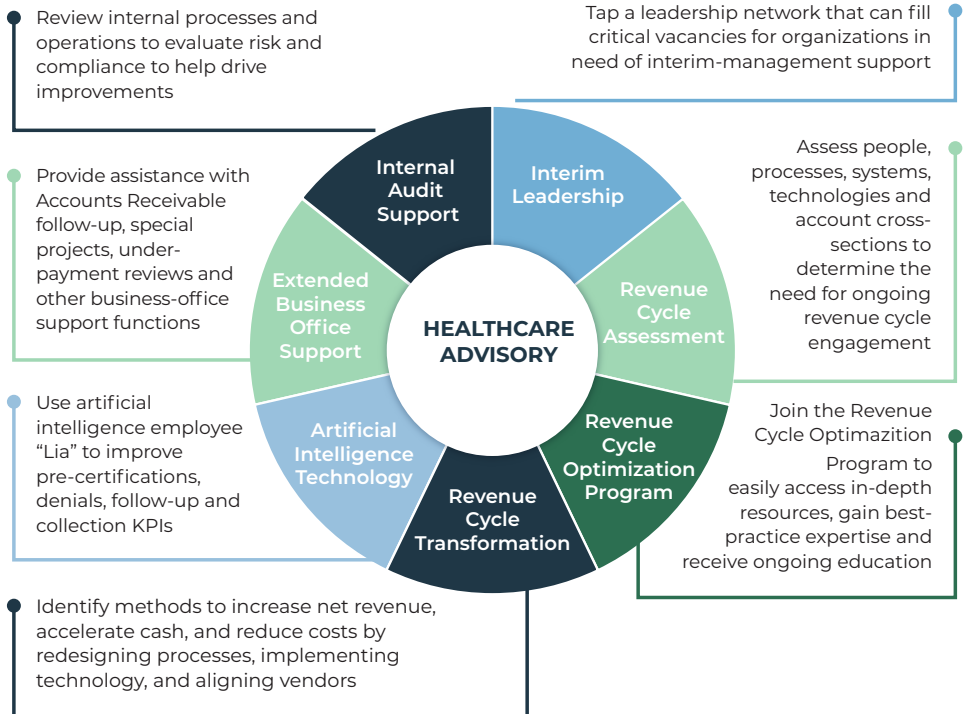 Review internal processes and
operations to evaluate risk and
compliance to help drive
improvements
Tap a leadership network that can fill
critical vacancies for organizations in
need of interim-management support
Internal
Audit
Support
Interim
Leadership
Provide assistance with
Accounts Receivable
follow-up, special
projects, under-
payment reviews and
other business-office
support functions
Extended
Business
Office
Support
HEALTHCARE
ADVISORY
Revenue
Cycle
Assessment
Assess people,
processes, systems,
technologies and
account cross-
sections to
determine the
need for ongoing
revenue cycle
engagement
Use artificial
intelligence employee
“Lia” to improve
pre-certifications,
denials, follow-up and
collection KPIs
Artificial
Intelligence
Technology
Revenue
Cycle
Transformation
Revenue
Cycle
Optimization
Program
Join the Revenue
Cycle Optimazition
Program to
easily access in-depth
resources, gain best-
practice expertise and
receive ongoing education
Identify methods to increase net revenue,
accelerate cash, and reduce costs by
redesigning processes, implementing
technology, and aligning vendors